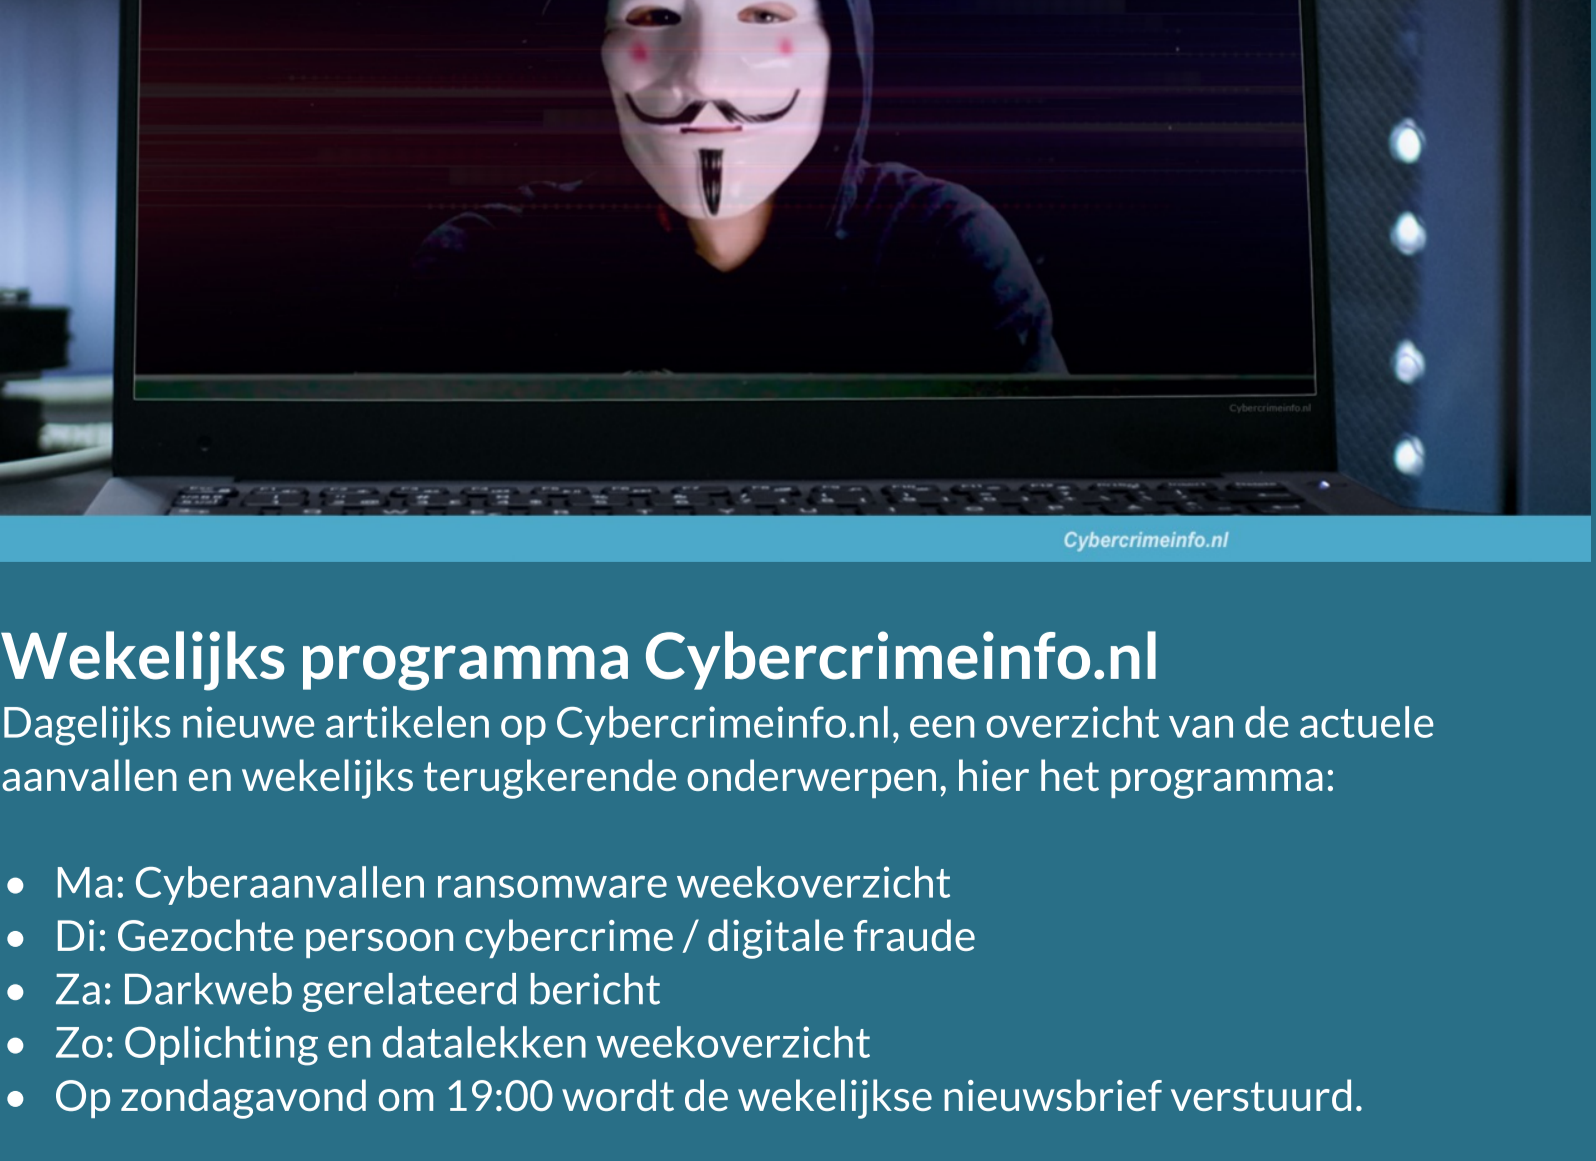 Cybercrimeinfo.nl
Cybercrimeinfo.nl
Wekelijks programma Cybercrimeinfo.nl
Dagelijks nieuwe artikelen op Cybercrimeinfo.nl, een overzicht van de actuele
aanvallen en wekelijks terugkerende onderwerpen, hier het programma:
• Ma: Cyberaanvallen ransomware weekoverzicht
• Di: Gezochte persoon cybercrime / digitale fraude
• Za: Darkweb gerelateerd bericht
• Zo: Oplichting en datalekken weekoverzicht
• Op zondagavond om 19:00 wordt de wekelijkse nieuwsbrief verstuurd.